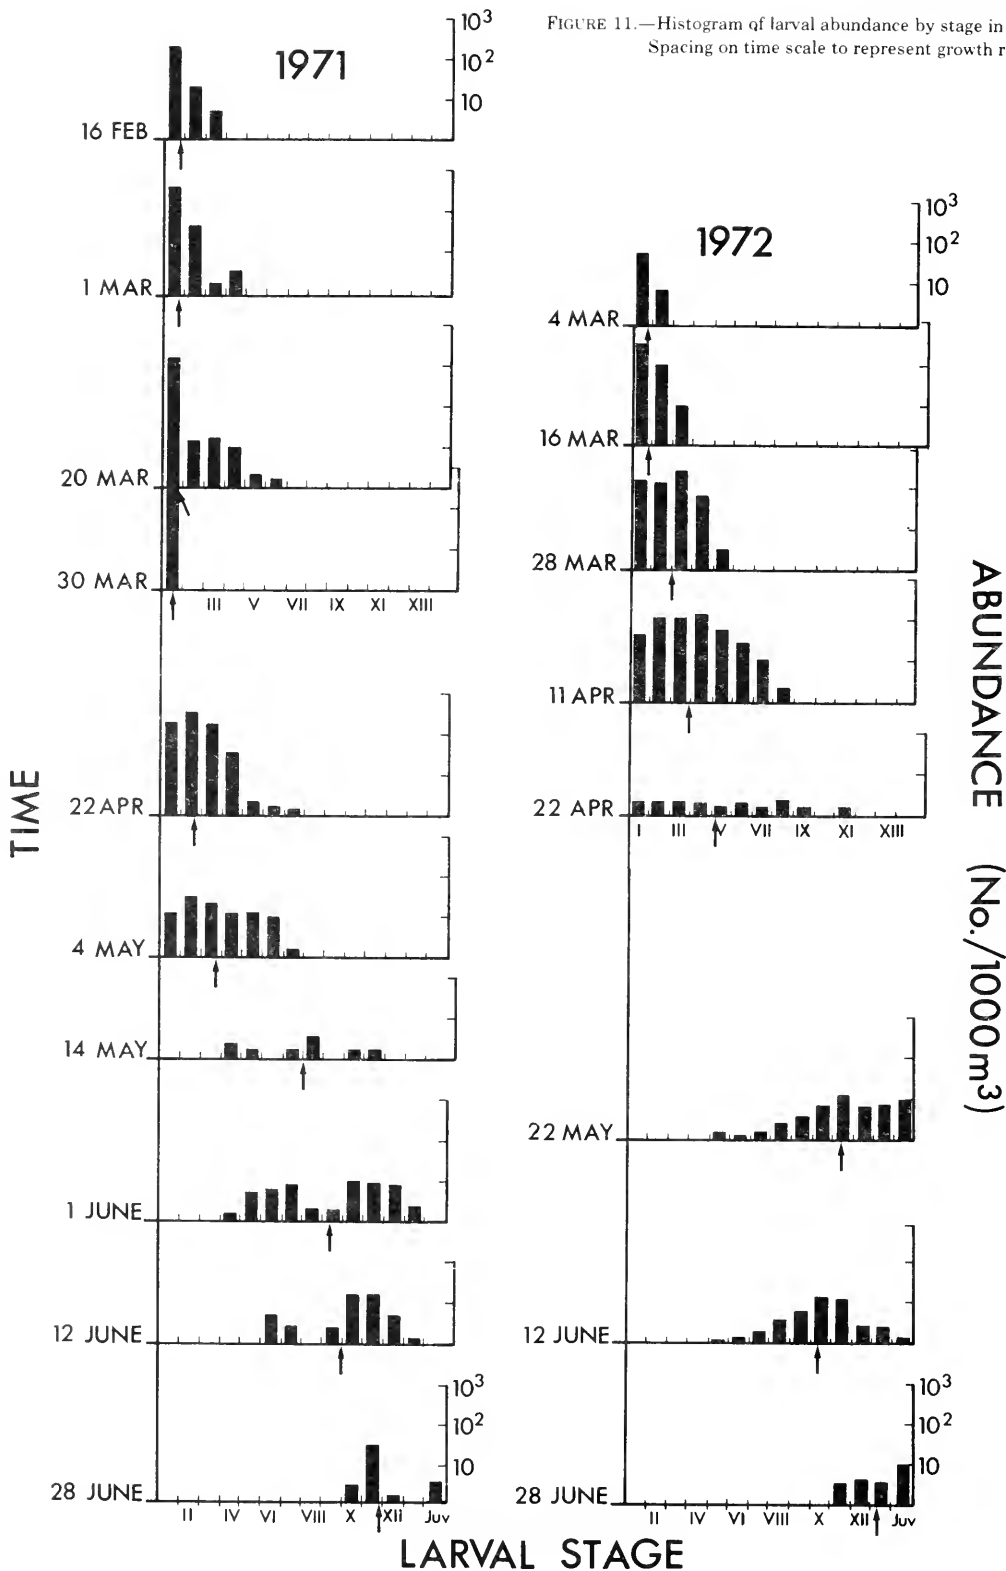 FIGURE 11.—Histogram of larval abundance by stage in
Spacing on time scale to represent growth r
1971
10³
10²
10
16 FEB
1 MAR
20 MAR
30 MAR
III V VII IX XI XIII
22 APR
4 MAY
14 MAY
1 JUNE
12 JUNE
10³
10²
10
28 JUNE
II IV VI VIII X XII Juv
1972
10³
10²
10
4 MAR
16 MAR
28 MAR
11 APR
22 APR
I III V VII IX XI XIII
22 MAY
12 JUNE
10³
10²
10
28 JUNE
II IV VI VIII X XII Juv
TIME
LARVAL STAGE
ABUNDANCE (No./1000m³)